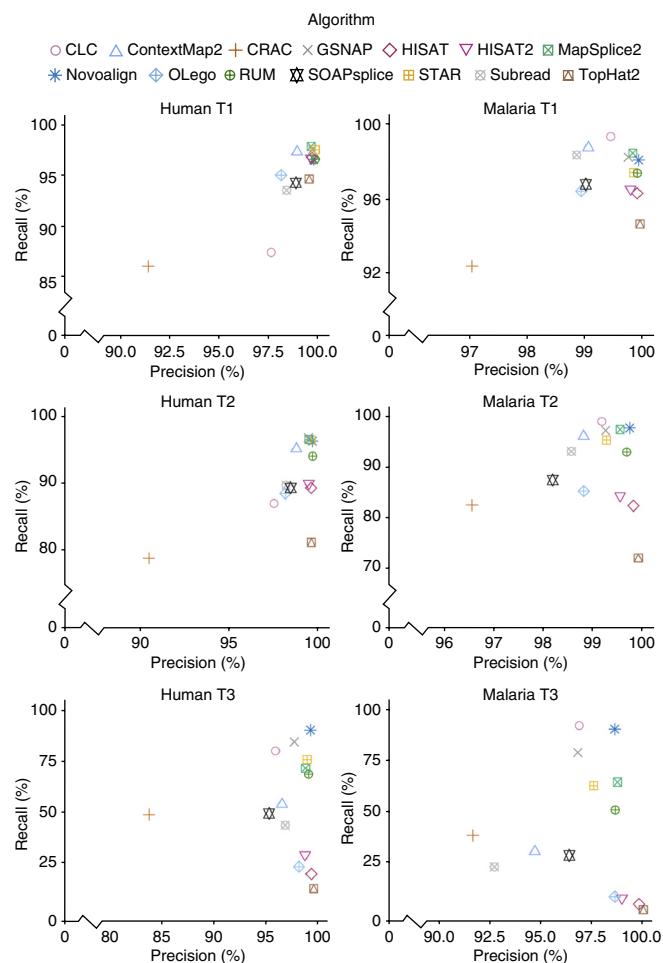 Algorithm
CLC ContextMap2 CRAC GSNAP HISAT HISAT2 MapSplice2
Novoalign OLego RUM SOAPsplice STAR Subread TopHat2
Human T1
Malaria T1
Recall (%)
100
95
90
85
0
0 90.0 92.5 95.0 97.5 100.0
Precision (%)
Recall (%)
100
96
92
0
0 97 98 99 100
Precision (%)
Human T2
Malaria T2
Recall (%)
100
90
80
0
0 90 95 100
Precision (%)
Recall (%)
100
90
80
70
0
0 96 97 98 99 100
Precision (%)
Human T3
Malaria T3
Recall (%)
100
75
50
25
0
0 80 85 90 95 100
Precision (%)
Recall (%)
100
75
50
25
0
0 90.0 92.5 95.0 97.5 100.0
Precision (%)